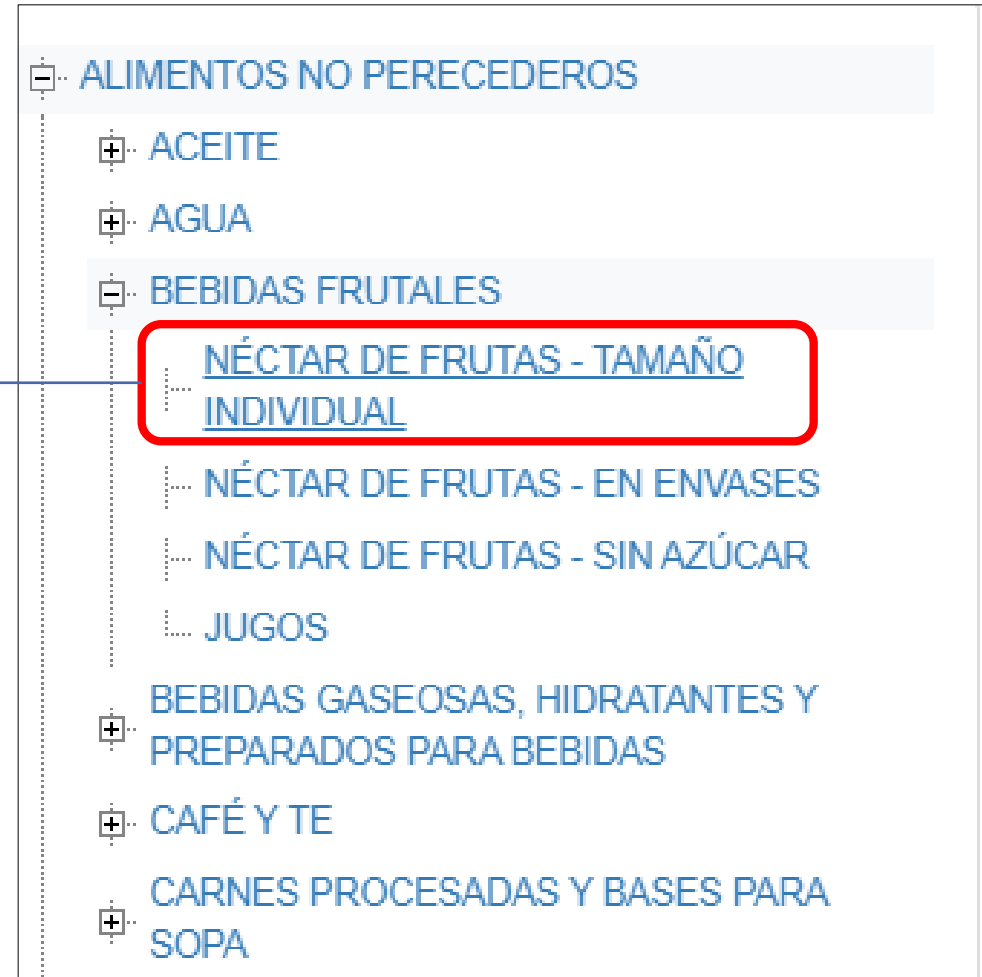 ALIMENTOS NO PERECEDEROS
ACEITE
AGUA
BEBIDAS FRUTALES
NÉCTAR DE FRUTAS - TAMAÑO
INDIVIDUAL
NÉCTAR DE FRUTAS - EN ENVASES
NÉCTAR DE FRUTAS - SIN AZÚCAR
JUGOS
BEBIDAS GASEOSAS, HIDRATANTES Y
PREPARADOS PARA BEBIDAS
CAFÉ Y TE
CARNES PROCESADAS Y BASES PARA
SOPA